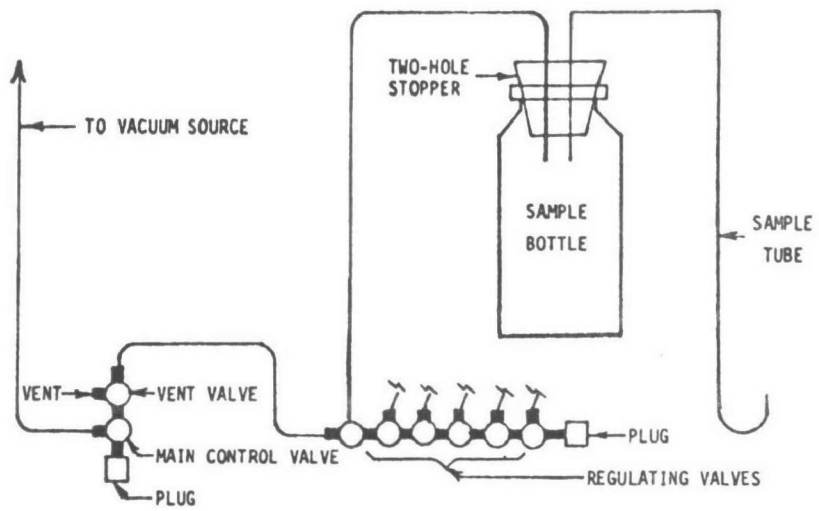 TWO-HOLE
STOPPER
TO VACUUM SOURCE
SAMPLE
BOTTLE
SAMPLE
TUBE
VENT
VENT VALVE
MAIN CONTROL VALVE
PLUG
PLUG
REGULATING VALVES